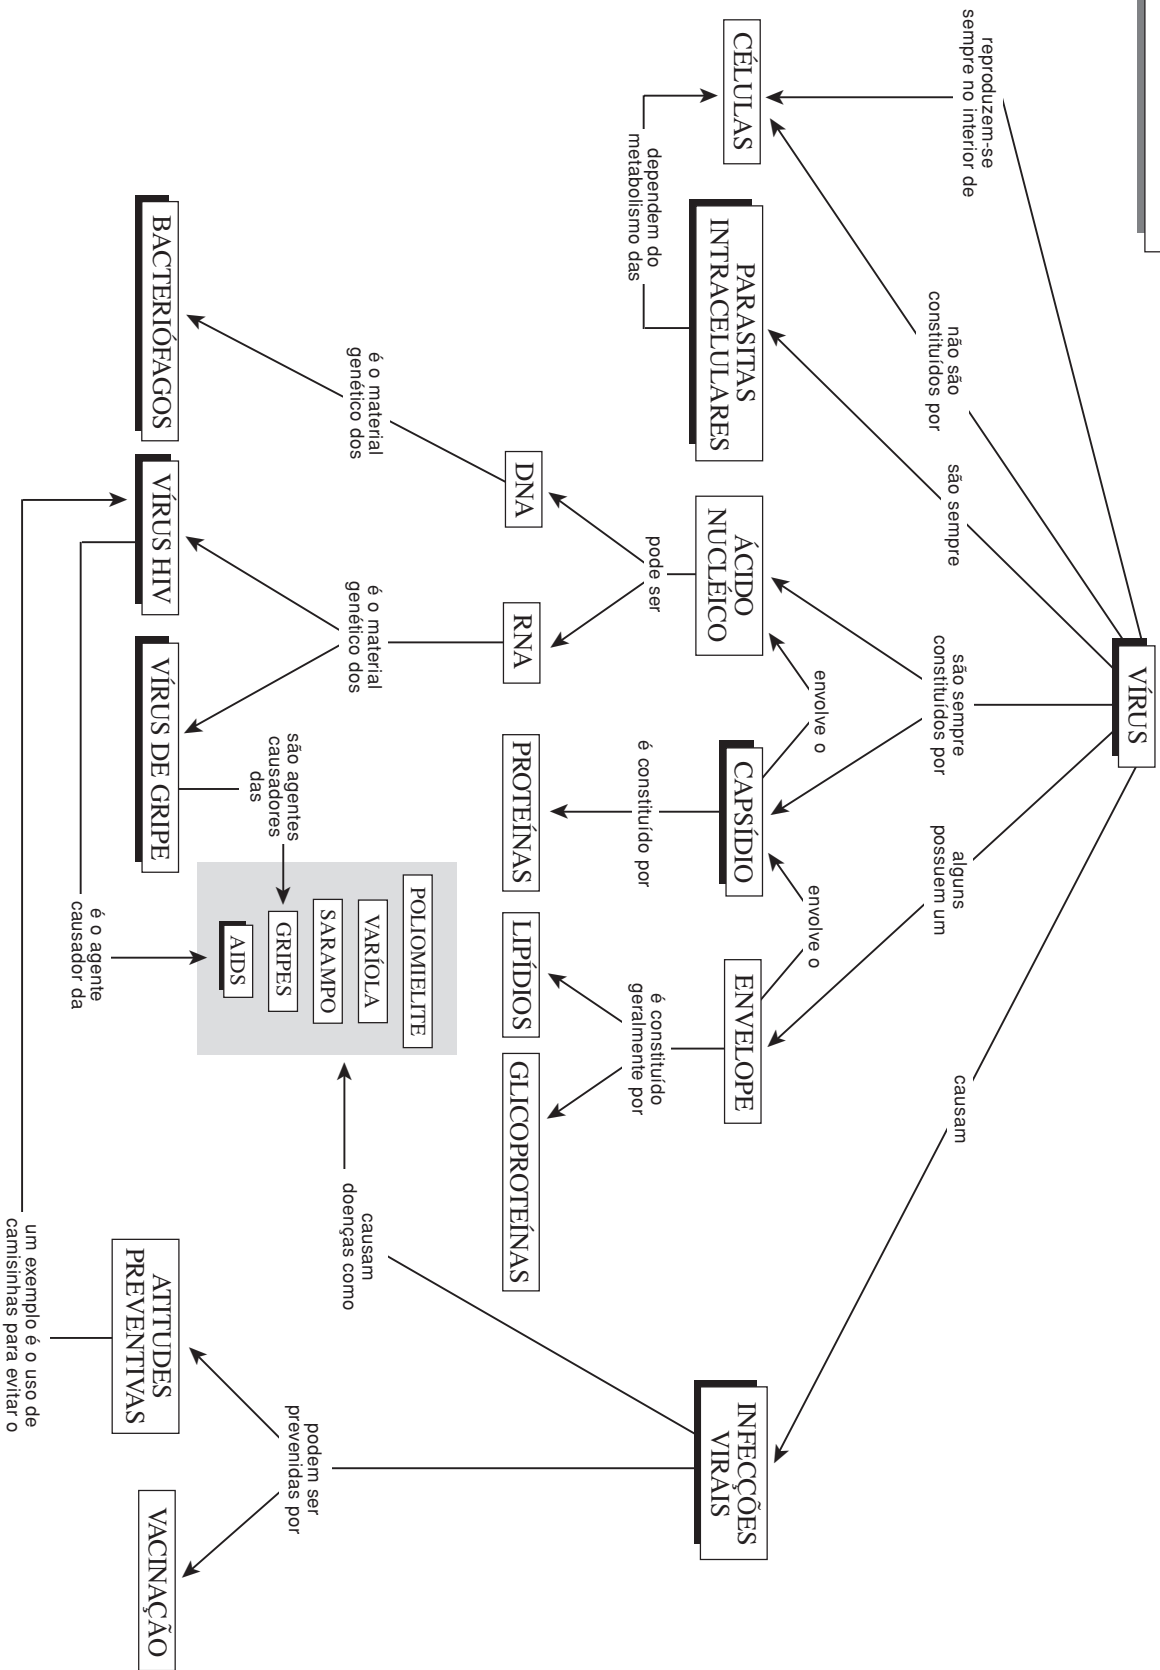 VÍRUS
reproduzem-se
sempre no interior de
não são
constituídos por
são sempre
são sempre
constituídos por
alguns
possuem um
causam
envolve o
envolve o
CÉLULAS
PARASITAS
INTRACELULARES
ÁCIDO
NUCLÉICO
CAPSÍDIO
ENVELOPE
INFECÇÕES
VIRAIS
dependem do
metabolismo das
pode ser
é constituído por
é constituído
geralmente por
DNA
RNA
PROTEÍNAS
LIPÍDIOS
GLICOPROTEÍNAS
é o material
genético dos
é o material
genético dos
causam
doenças como
podem ser
prevenidas por
são agentes
causadores
das
POLIOMIELITE
VARÍOLA
SARAMPO
GRIPES
AIDS
BACTERIÓFAGOS
VÍRUS HIV
VÍRUS DE GRIPE
ATITUDES
PREVENTIVAS
VACINAÇÃO
é o agente
causador da
um exemplo é o uso de
camisinhas para evitar o